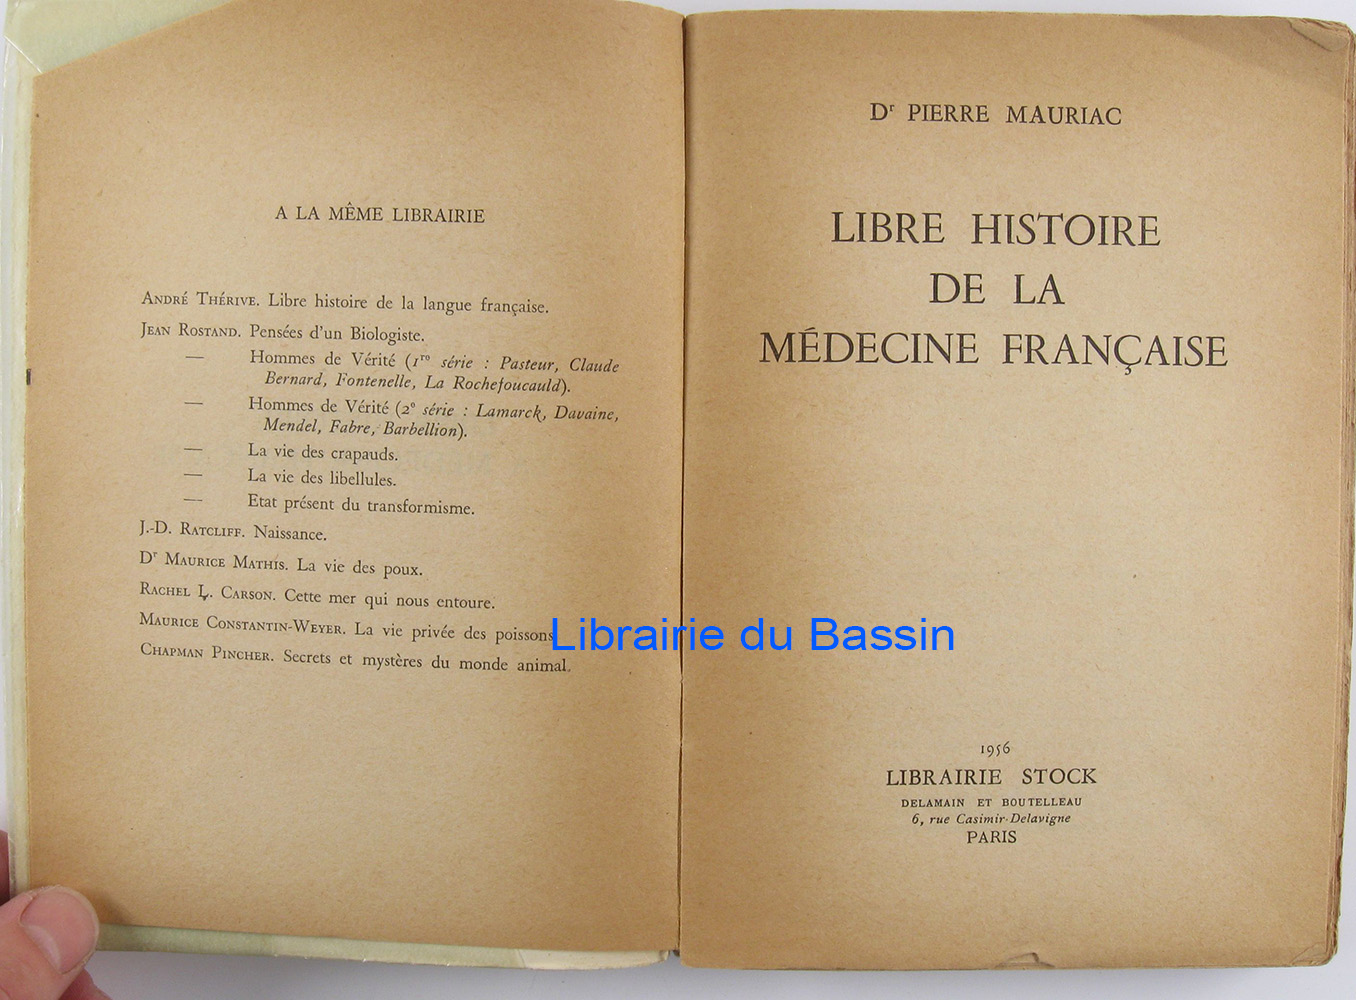 A LA MÊME LIBRAIRIE
ANDRÉ THÉRIVE. Libre histoire de la langue française.
JEAN ROSTAND. Pensées d'un Biologiste.
— Hommes de Vérité (1re série : Pasteur, Claude
Bernard, Fontenelle, La Rochefoucauld).
— Hommes de Vérité (2e série : Lamarck, Davaine,
Mendel, Fabre, Barbellion).
— La vie des crapauds.
— La vie des libellules.
— Etat présent du transformisme.
J.-D. RATCLIFF. Naissance.
Dr MAURICE MATHIS. La vie des poux.
RACHEL L. CARSON. Cette mer qui nous entoure.
MAURICE CONSTANTIN-WEYER. La vie privée des poissons
CHAPMAN PINCHER. Secrets et mystères du monde animal.
Librairie du Bassin
Dr PIERRE MAURIAC
LIBRE HISTOIRE
DE LA
MÉDECINE FRANÇAISE
1956
LIBRAIRIE STOCK
DELAMAIN ET BOUTELLEAU
6, rue Casimir-Delavigne
PARIS